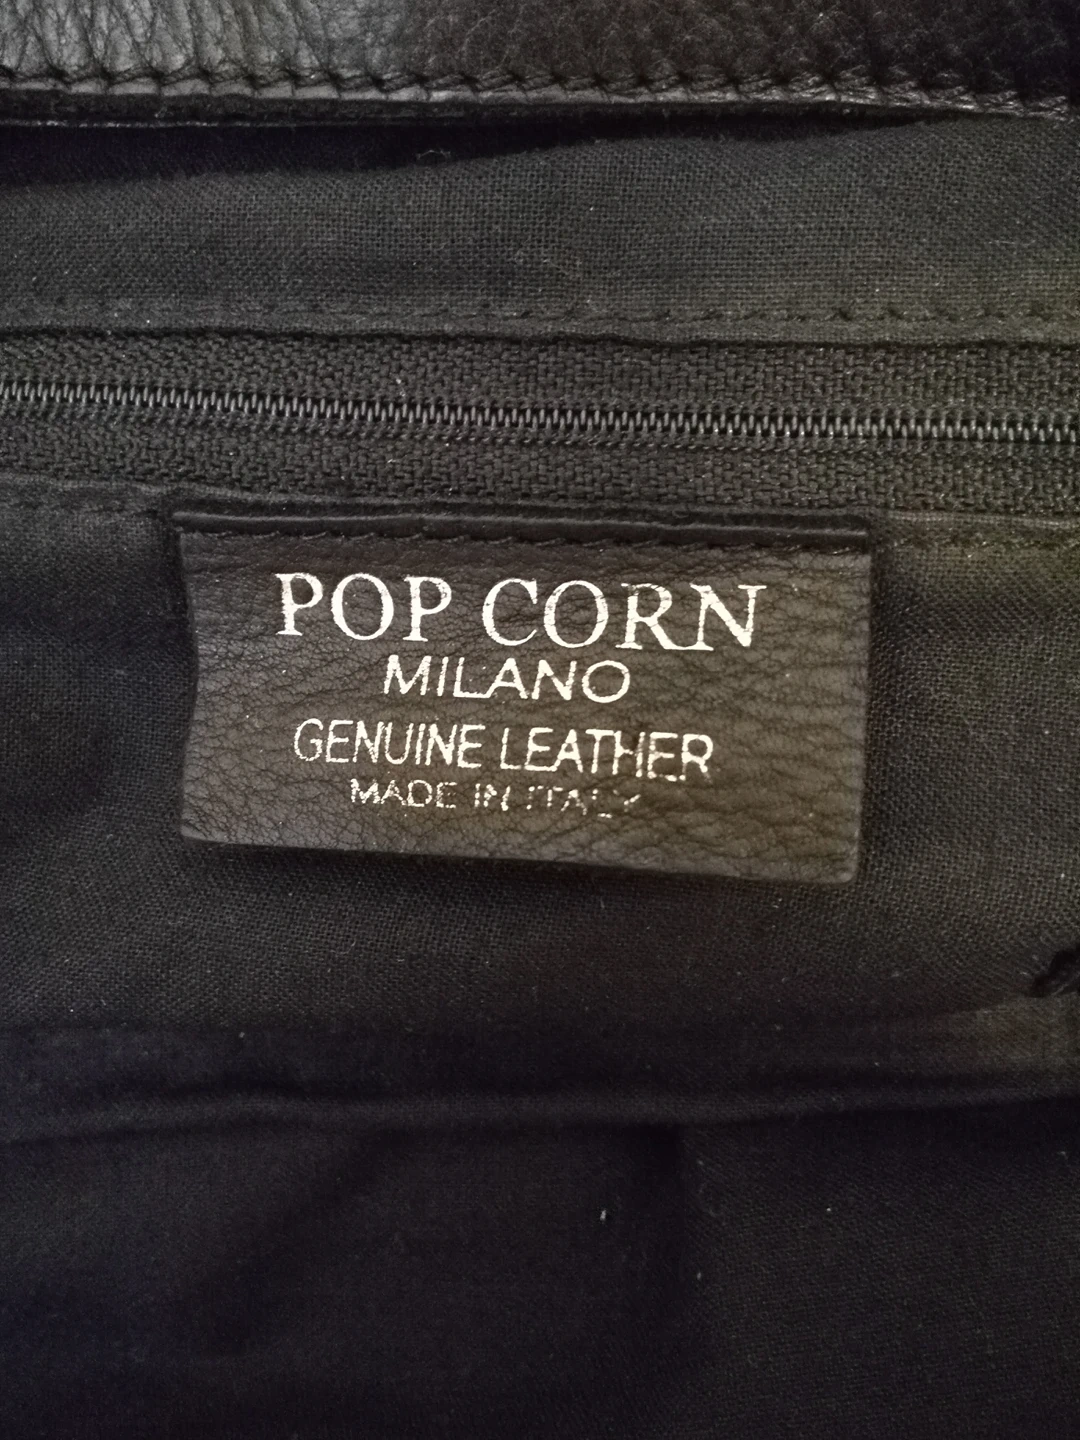 POP CORN
MILANO
GENUINE LEATHER
MADE IN ITALY